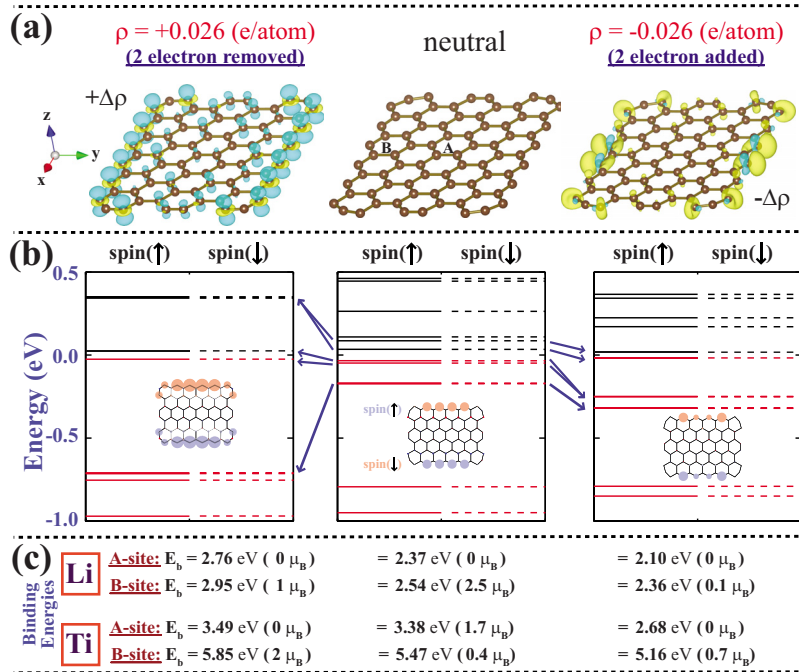 (a)
ρ = +0.026 (e/atom)
(2 electron removed)
neutral
ρ = -0.026 (e/atom)
(2 electron added)
+Δρ
z
y
x
B
A
-Δρ
(b)
spin(↑) spin(↓)
spin(↑) spin(↓)
spin(↑) spin(↓)
Energy (eV)
0.5
0.0
-0.5
-1.0
spin(↑)
spin(↓)
(c)
Binding Energies
Li
A-site: E_b = 2.76 eV ( 0 μ_B) = 2.37 eV (0 μ_B) = 2.10 eV (0 μ_B)
B-site: E_b = 2.95 eV ( 1 μ_B) = 2.54 eV (2.5 μ_B) = 2.36 eV (0.1 μ_B)
Ti
A-site: E_b = 3.49 eV (0 μ_B) = 3.38 eV (1.7 μ_B) = 2.68 eV (0 μ_B)
B-site: E_b = 5.85 eV (2 μ_B) = 5.47 eV (0.4 μ_B) = 5.16 eV (0.7 μ_B)